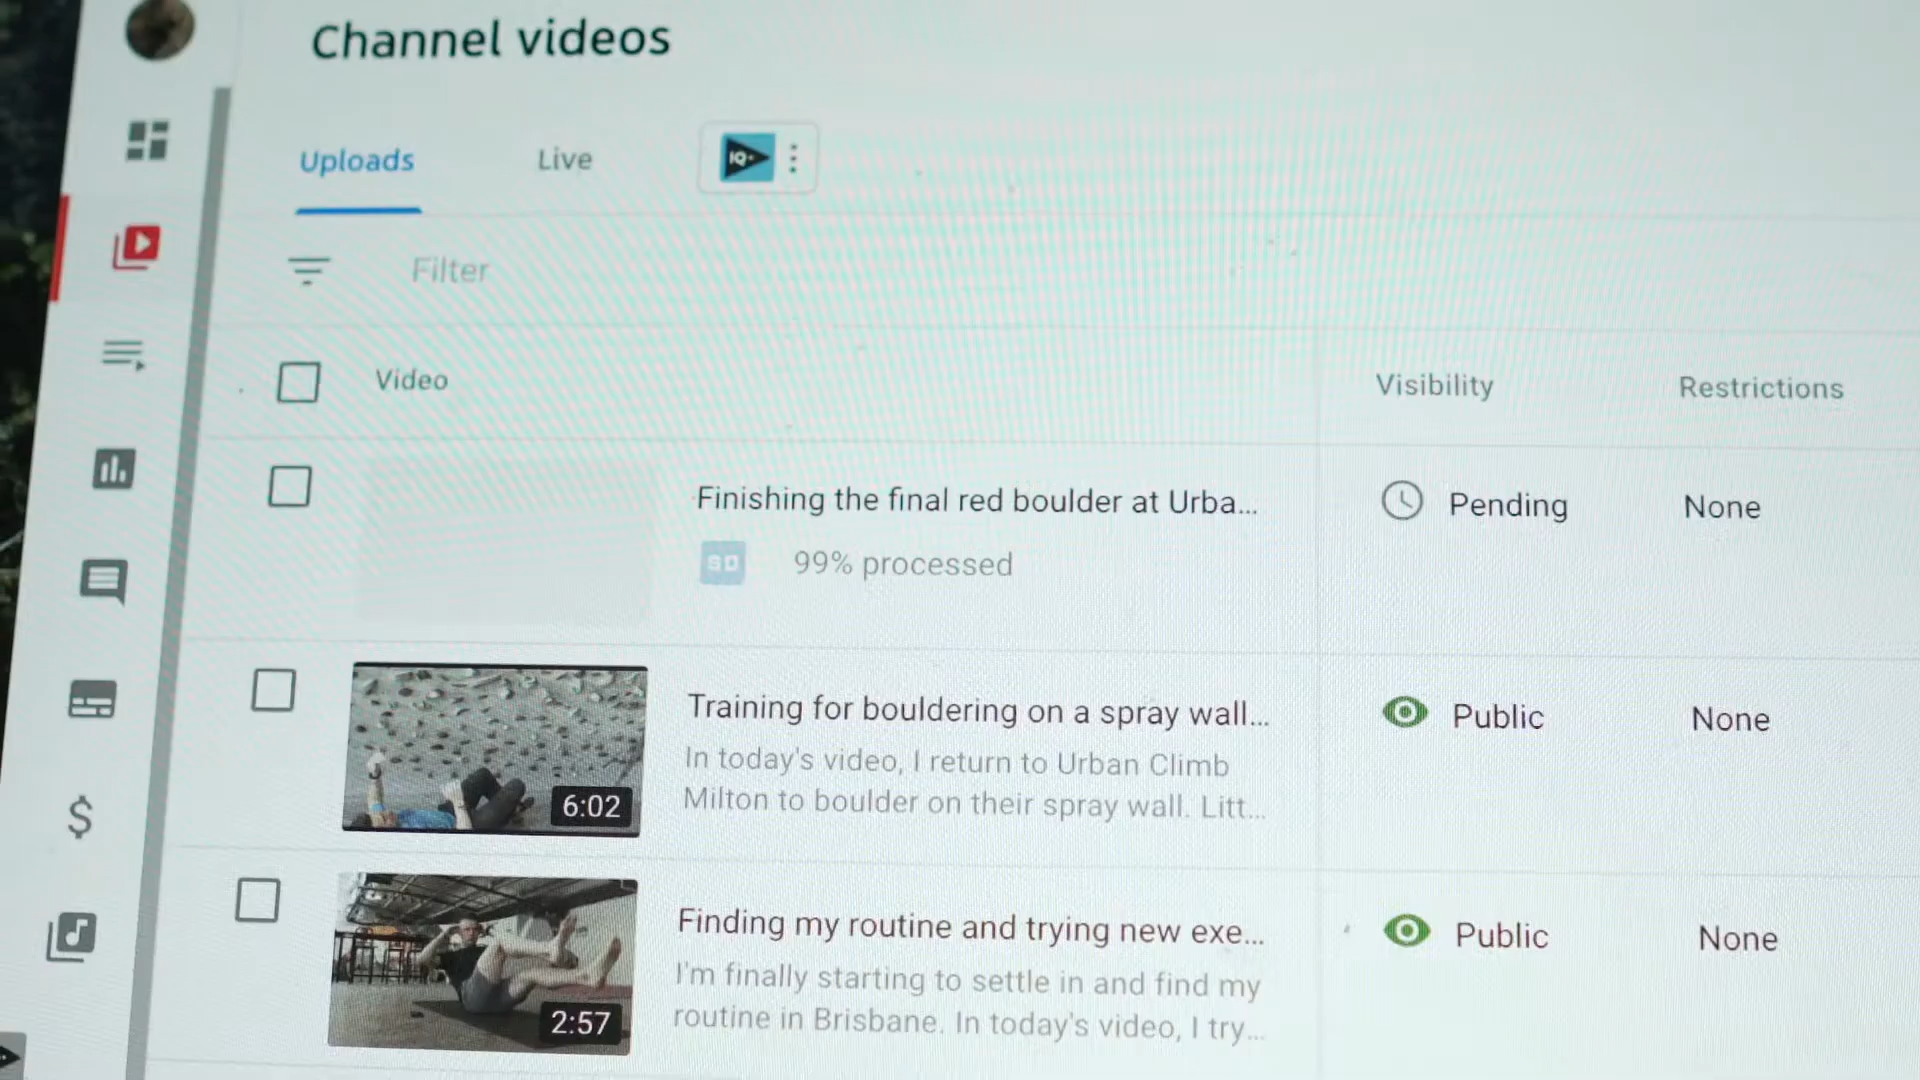 Channel videos
Uploads
Live
IQ
Filter
Video
Visibility
Restrictions
Finishing the final red boulder at Urba...
Pending
None
SD
99% processed
6:02
Training for bouldering on a spray wall...
In today's video, I return to Urban Climb
Milton to boulder on their spray wall. Litt...
Public
None
2:57
Finding my routine and trying new exe...
I'm finally starting to settle in and find my
routine in Brisbane. In today's video, I try...
Public
None